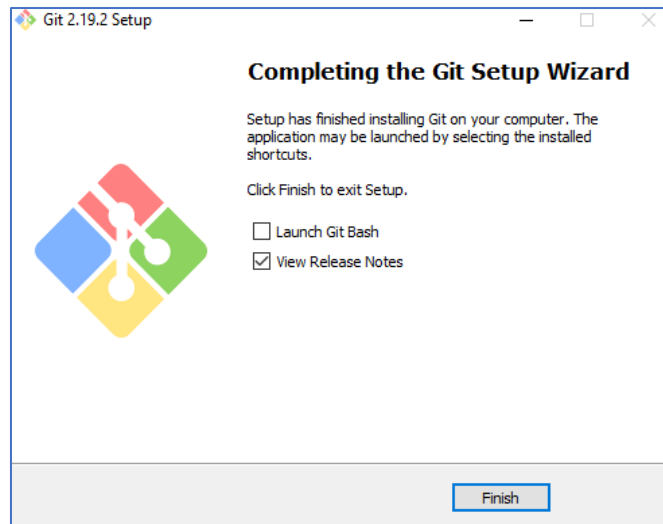 Git 2.19.2 Setup
Completing the Git Setup Wizard
Setup has finished installing Git on your computer. The
application may be launched by selecting the installed
shortcuts.
Click Finish to exit Setup.
Launch Git Bash
View Release Notes
Finish